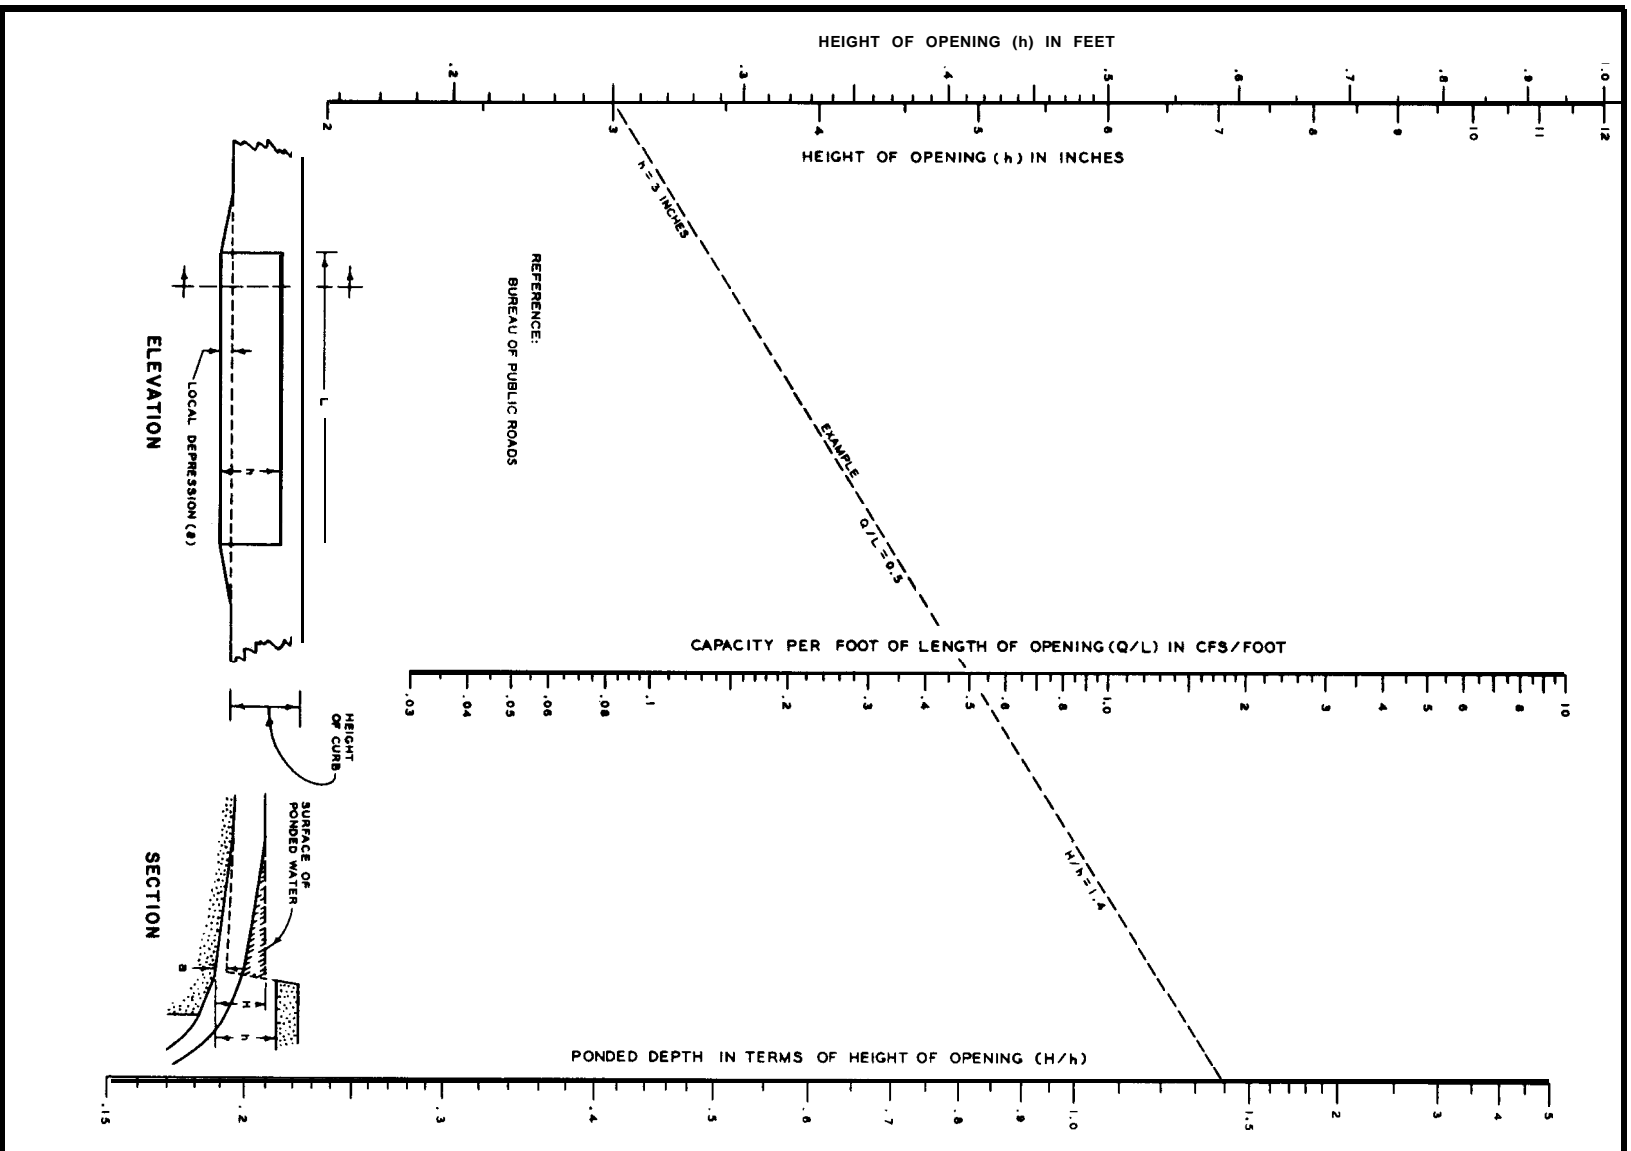 HEIGHT OF OPENING (h) IN FEET
.2 .3 .4 .5 .6 .7 .8 .9 1.0
2 3 4 5 6 7 8 9 10 11 12
HEIGHT OF OPENING (h) IN INCHES
h = 3 INCHES
REFERENCE:
BUREAU OF PUBLIC ROADS
EXAMPLE
Q/L = 0.5
L
h
LOCAL DEPRESSION (a)
ELEVATION
CAPACITY PER FOOT OF LENGTH OF OPENING (Q/L) IN CFS/FOOT
.03 .04 .05 .06 .08 .1 .2 .3 .4 .5 .6 .8 1.0 2 3 4 5 6 8 10
HEIGHT
OF CURB
SURFACE OF
PONDED WATER
H/h = 1.4
SECTION
a
H
h
PONDED DEPTH IN TERMS OF HEIGHT OF OPENING (H/h)
.15 .2 .3 .4 .5 .6 .7 .8 .9 1.0 1.5 2 3 4 5